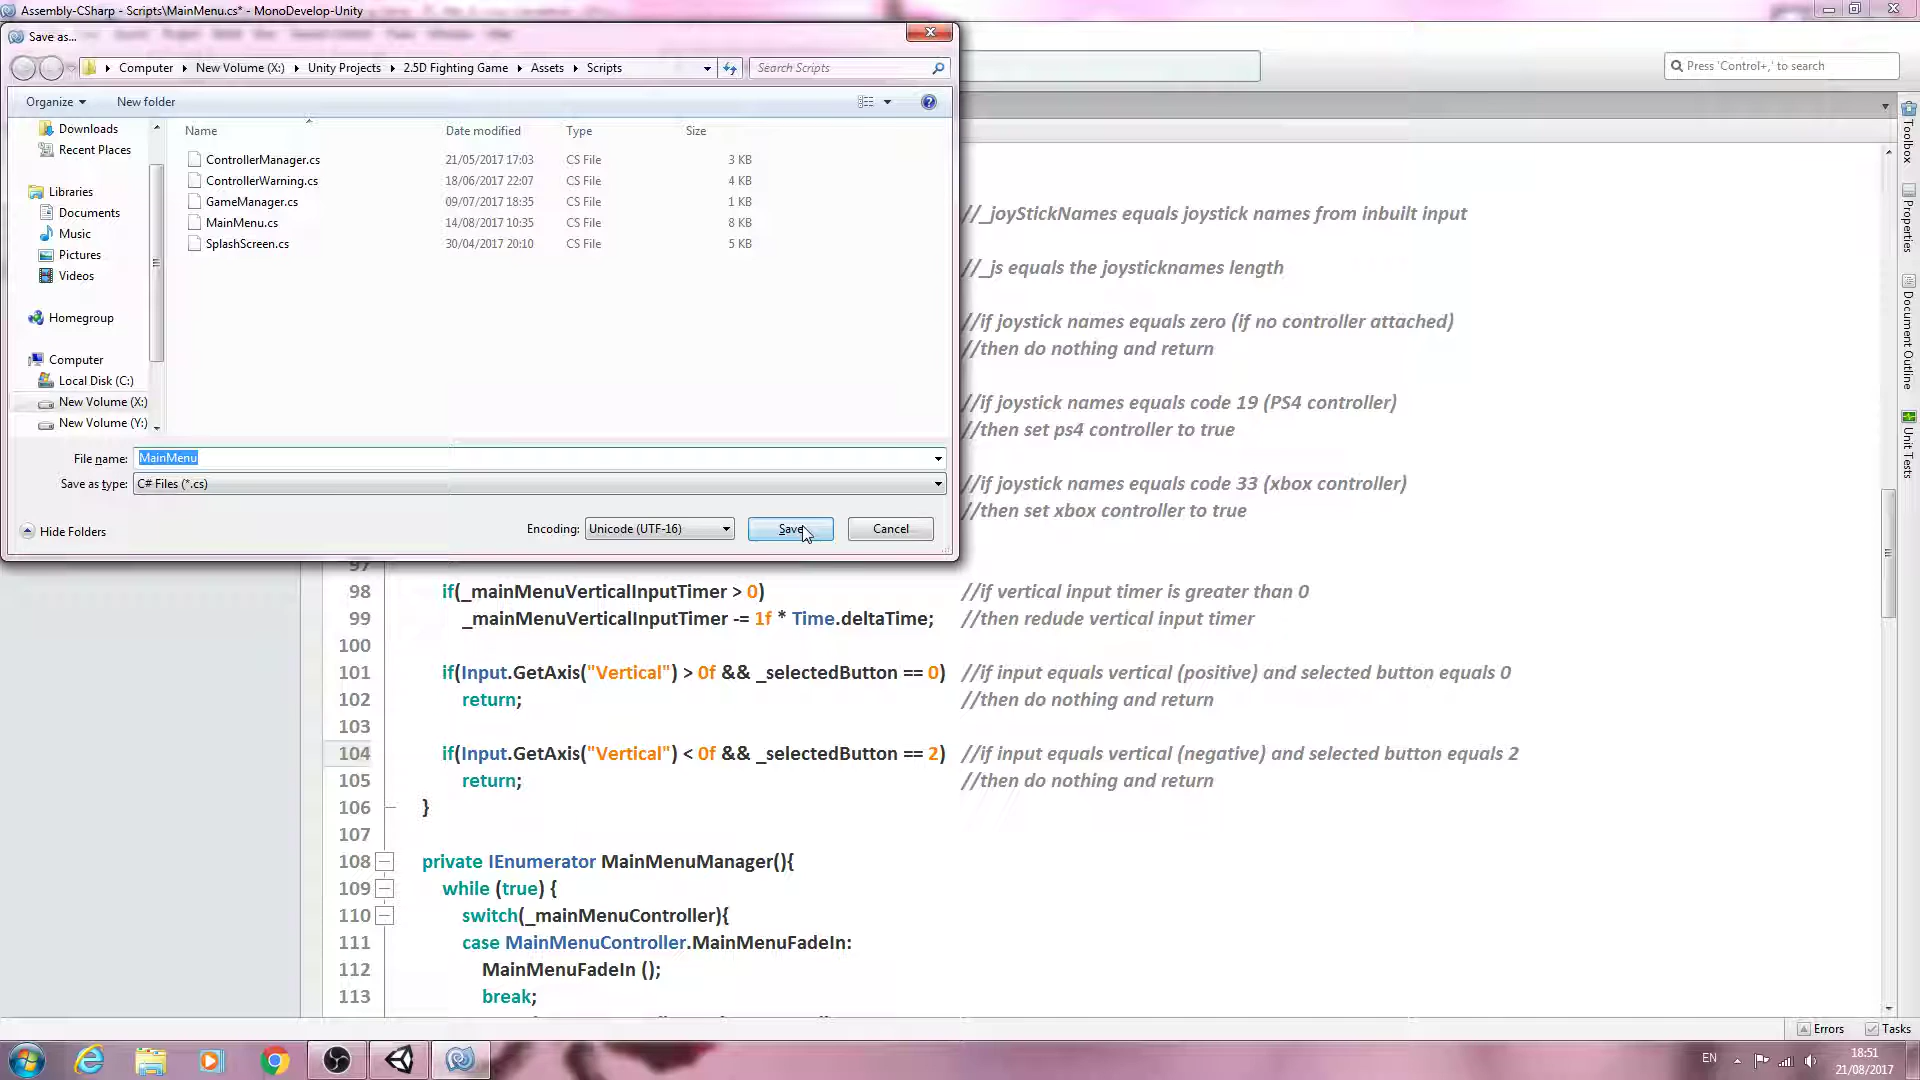 Assembly-CSharp - Scripts\MainMenu.cs* - MonoDevelop-Unity
Save as...
Computer New Volume (X:) Unity Projects 2.5D Fighting Game Assets Scripts
Search Scripts
Press 'Control+,' to search
Organize
New folder
Downloads
Recent Places
Libraries
Documents
Music
Pictures
Videos
Homegroup
Computer
Local Disk (C:)
New Volume (X:)
New Volume (Y:)
Name Date modified Type Size
ControllerManager.cs 21/05/2017 17:03 CS File 3 KB
ControllerWarning.cs 18/06/2017 22:07 CS File 4 KB
GameManager.cs 09/07/2017 18:35 CS File 1 KB
MainMenu.cs 14/08/2017 10:35 CS File 8 KB
SplashScreen.cs 30/04/2017 20:10 CS File 5 KB
File name: MainMenu
Save as type: C# Files (*.cs)
Hide Folders
Encoding: Unicode (UTF-16)
Save
Cancel
//_joyStickNames equals joystick names from inbuilt input
//_js equals the joysticknames length
//if joystick names equals zero (if no controller attached)
//then do nothing and return
//if joystick names equals code 19 (PS4 controller)
//then set ps4 controller to true
//if joystick names equals code 33 (xbox controller)
//then set xbox controller to true
97
98 if(_mainMenuVerticalInputTimer > 0) //if vertical input timer is greater than 0
99 _mainMenuVerticalInputTimer -= 1f * Time.deltaTime; //then redude vertical input timer
100
101 if(Input.GetAxis("Vertical") > 0f && _selectedButton == 0) //if input equals vertical (positive) and selected button equals 0
102 return; //then do nothing and return
103
104 if(Input.GetAxis("Vertical") < 0f && _selectedButton == 2) //if input equals vertical (negative) and selected button equals 2
105 return; //then do nothing and return
106 }
107
108 private IEnumerator MainMenuManager(){
109 while (true) {
110 switch(_mainMenuController){
111 case MainMenuController.MainMenuFadeIn:
112 MainMenuFadeIn ();
113 break;
Toolbox
Properties
Document Outline
Unit Tests
Errors
Tasks
EN
18:51
21/08/2017